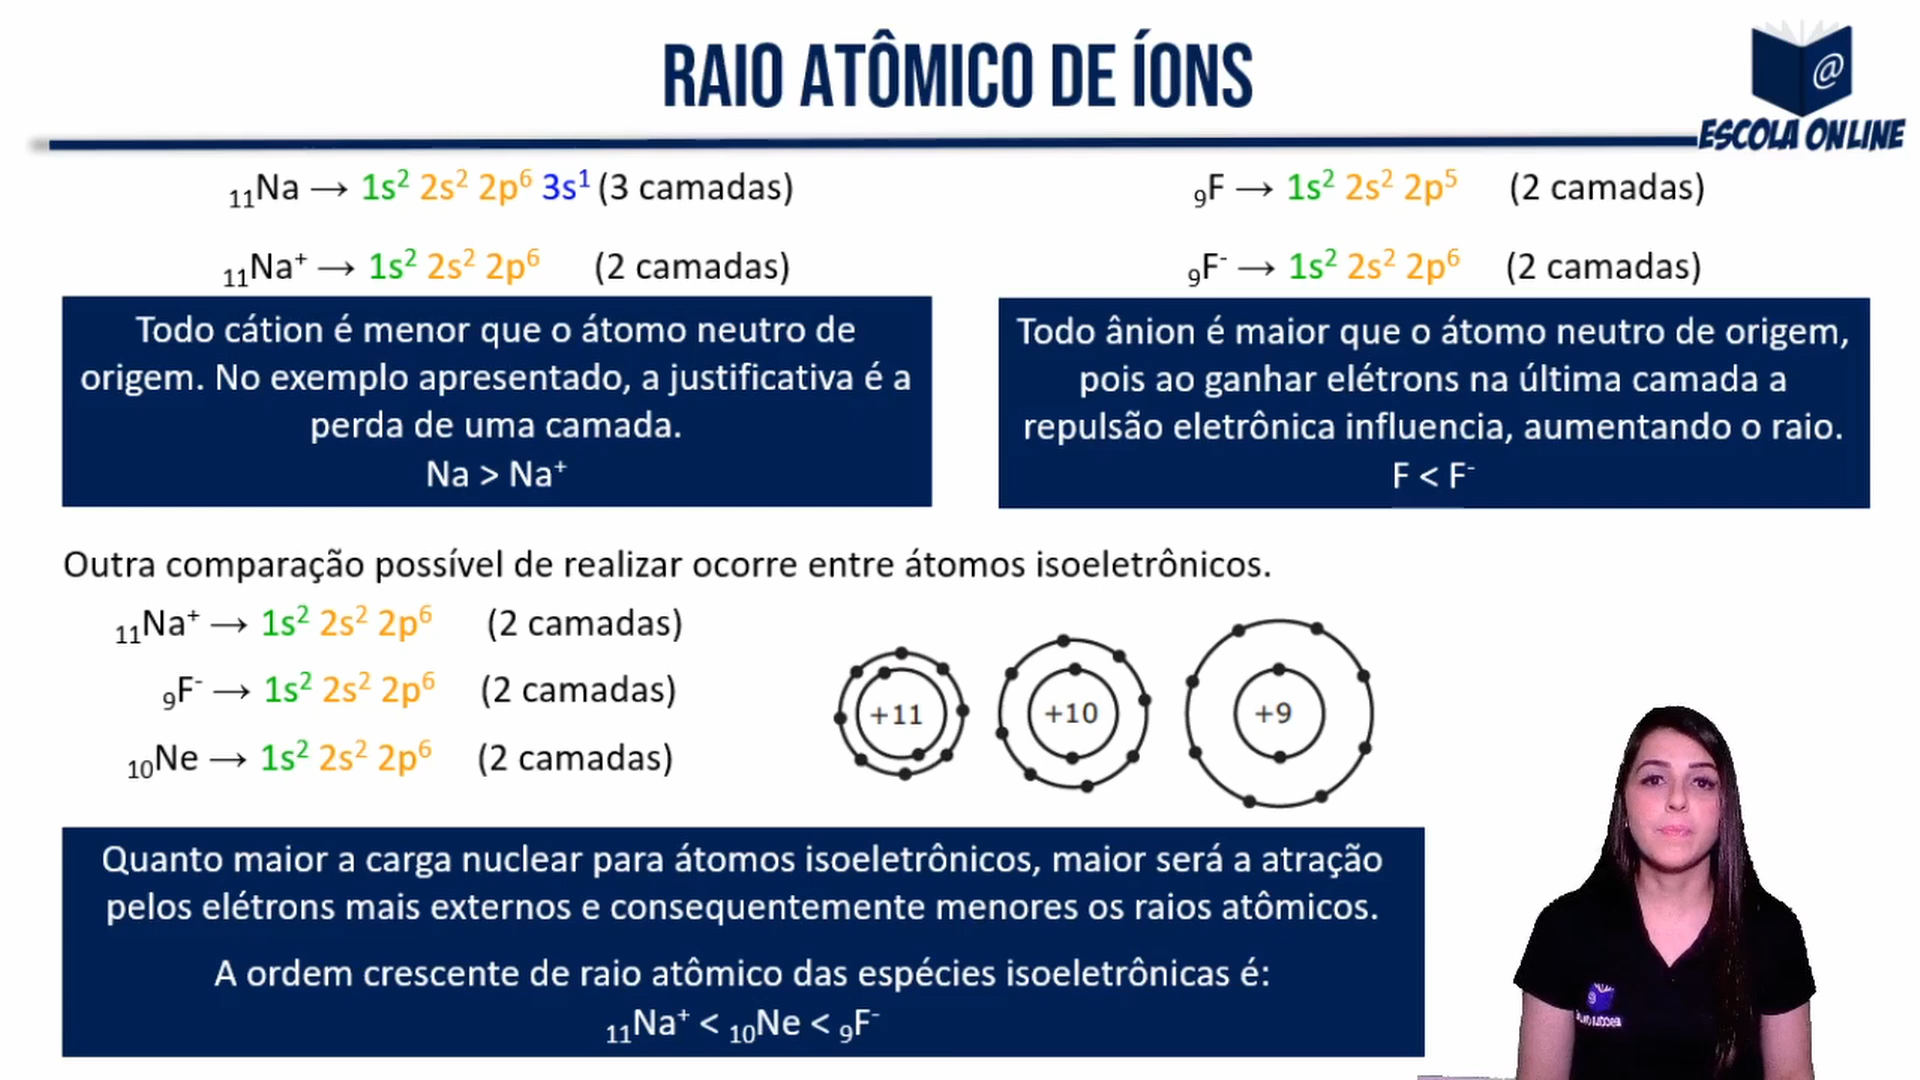 RAIO ATÔMICO DE ÍONS
@
ESCOLA ONLINE
₁₁Na → 1s² 2s² 2p⁶ 3s¹ (3 camadas)
₁₁Na⁺ → 1s² 2s² 2p⁶ (2 camadas)
Todo cátion é menor que o átomo neutro de
origem. No exemplo apresentado, a justificativa é a
perda de uma camada.
Na > Na⁺
₉F → 1s² 2s² 2p⁵ (2 camadas)
₉F⁻ → 1s² 2s² 2p⁶ (2 camadas)
Todo ânion é maior que o átomo neutro de origem,
pois ao ganhar elétrons na última camada a
repulsão eletrônica influencia, aumentando o raio.
F < F⁻
Outra comparação possível de realizar ocorre entre átomos isoeletrônicos.
₁₁Na⁺ → 1s² 2s² 2p⁶ (2 camadas)
₉F⁻ → 1s² 2s² 2p⁶ (2 camadas)
₁₀Ne → 1s² 2s² 2p⁶ (2 camadas)
+11 +10 +9
Quanto maior a carga nuclear para átomos isoeletrônicos, maior será a atração
pelos elétrons mais externos e consequentemente menores os raios atômicos.
A ordem crescente de raio atômico das espécies isoeletrônicas é:
₁₁Na⁺ < ₁₀Ne < ₉F⁻